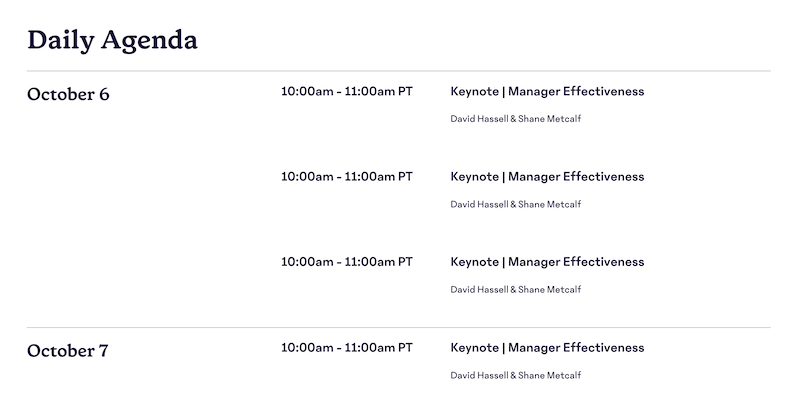 Daily Agenda
October 6 10:00am - 11:00am PT Keynote | Manager Effectiveness
David Hassell & Shane Metcalf
10:00am - 11:00am PT Keynote | Manager Effectiveness
David Hassell & Shane Metcalf
10:00am - 11:00am PT Keynote | Manager Effectiveness
David Hassell & Shane Metcalf
October 7 10:00am - 11:00am PT Keynote | Manager Effectiveness
David Hassell & Shane Metcalf